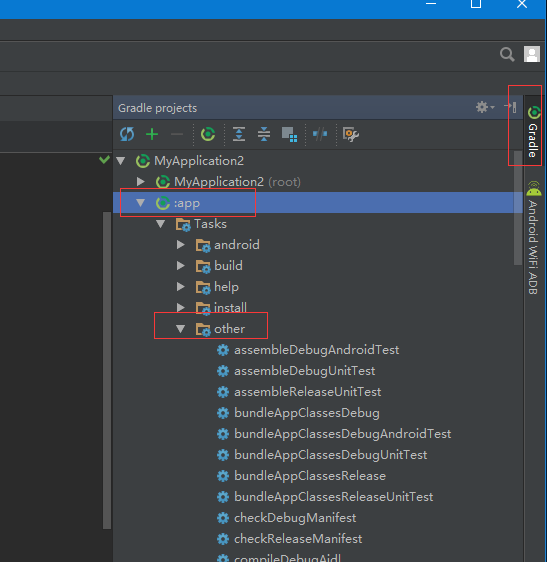 Gradle projects
MyApplication2
MyApplication2 (root)
:app
Tasks
android
build
help
install
other
assembleDebugAndroidTest
assembleDebugUnitTest
assembleReleaseUnitTest
bundleAppClassesDebug
bundleAppClassesDebugAndroidTest
bundleAppClassesDebugUnitTest
bundleAppClassesRelease
bundleAppClassesReleaseUnitTest
checkDebugManifest
checkReleaseManifest
compileDebugAidl
Gradle
Android WiFi ADB